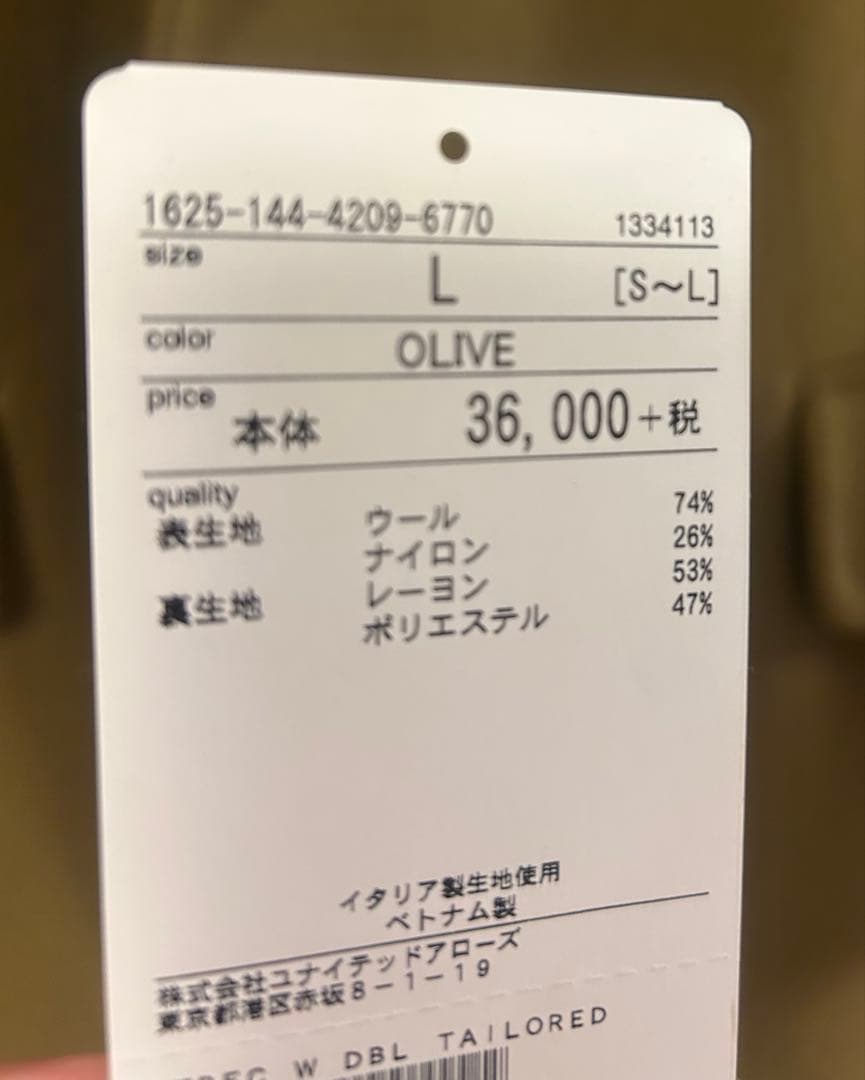 1625-144-4209-6770 1334113
size L [S～L]
color OLIVE
price 本体 36,000+税
quality
表生地 ウール 74%
ナイロン 26%
裏生地 レーヨン 53%
ポリエステル 47%
イタリア製生地使用
ベトナム製
株式会社ユナイテッドアローズ
東京都港区赤坂8－1－19
W DBL TAILORED